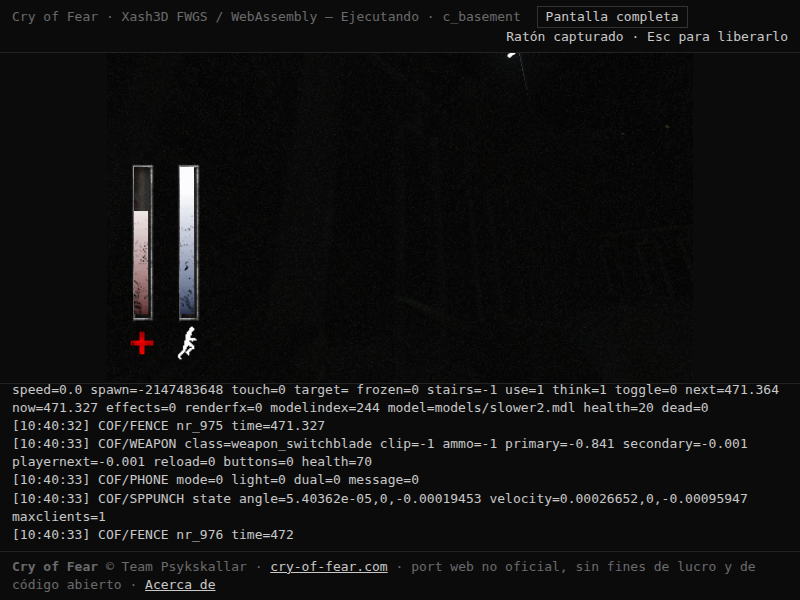 Cry of Fear · Xash3D FWGS / WebAssembly — Ejecutando · c_basement
Pantalla completa
Ratón capturado · Esc para liberarlo
speed=0.0 spawn=-2147483648 touch=0 target= frozen=0 stairs=-1 use=1 think=1 toggle=0 next=471.364
now=471.327 effects=0 renderfx=0 modelindex=244 model=models/slower2.mdl health=20 dead=0
[10:40:32] COF/FENCE nr_975 time=471.327
[10:40:33] COF/WEAPON class=weapon_switchblade clip=-1 ammo=-1 primary=-0.841 secondary=-0.001
playernext=-0.001 reload=0 buttons=0 health=70
[10:40:33] COF/PHONE mode=0 light=0 dual=0 message=0
[10:40:33] COF/SPPUNCH state angle=5.40362e-05,0,-0.00019453 velocity=0.00026652,0,-0.00095947
maxclients=1
[10:40:33] COF/FENCE nr_976 time=472
Cry of Fear © Team Psykskallar · cry-of-fear.com · port web no oficial, sin fines de lucro y de
código abierto · Acerca de